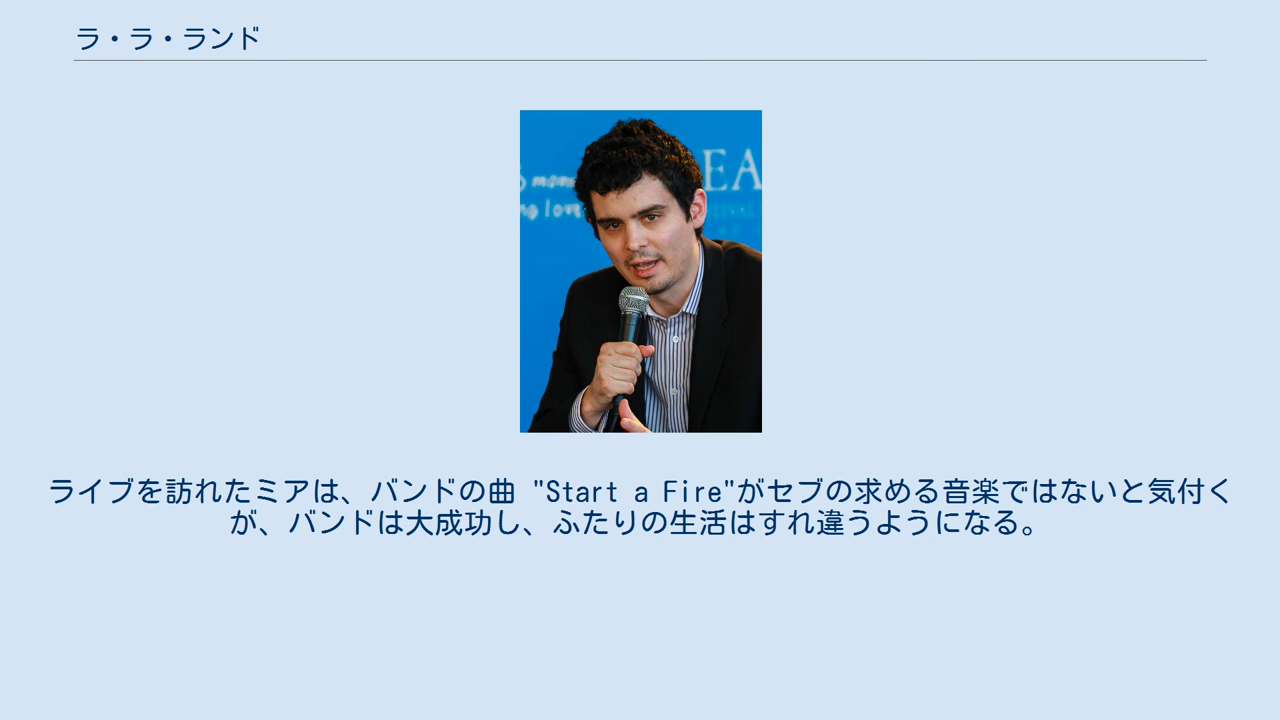 ラ・ラ・ランド
EA
ライブを訪れたミアは、バンドの曲 "Start a Fire"がセブの求める音楽ではないと気付く
が、バンドは大成功し、ふたりの生活はすれ違うようになる。